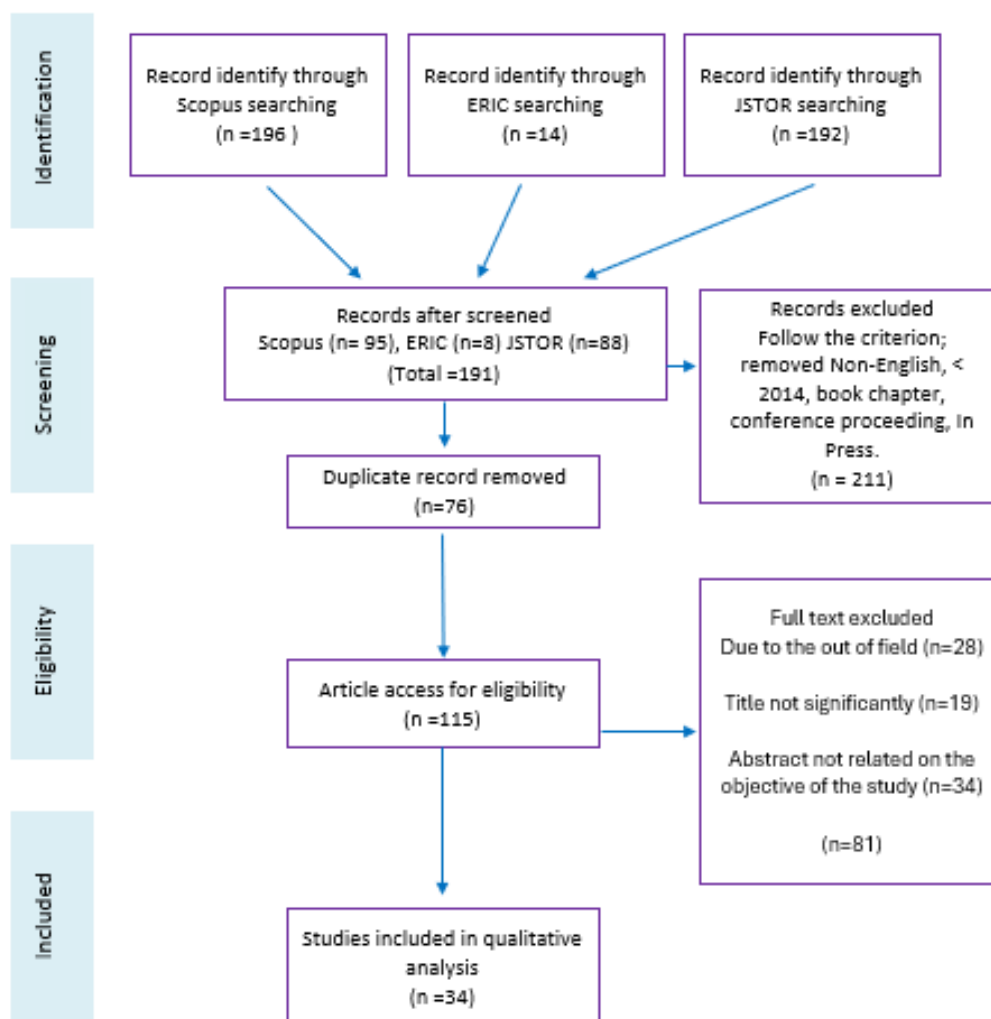 Identification
Record identify through
Scopus searching
(n =196 )
Record identify through
ERIC searching
(n =14)
Record identify through
JSTOR searching
(n =192)
Screening
Records after screened
Scopus (n= 95), ERIC (n=8) JSTOR (n=88)
(Total =191)
Records excluded
Follow the criterion;
removed Non-English, <
2014, book chapter,
conference proceeding, In
Press.
(n = 211)
Duplicate record removed
(n=76)
Eligibility
Article access for eligibility
(n =115)
Full text excluded
Due to the out of field (n=28)
Title not significantly (n=19)
Abstract not related on the
objective of the study (n=34)
(n=81)
Included
Studies included in qualitative
analysis
(n =34)